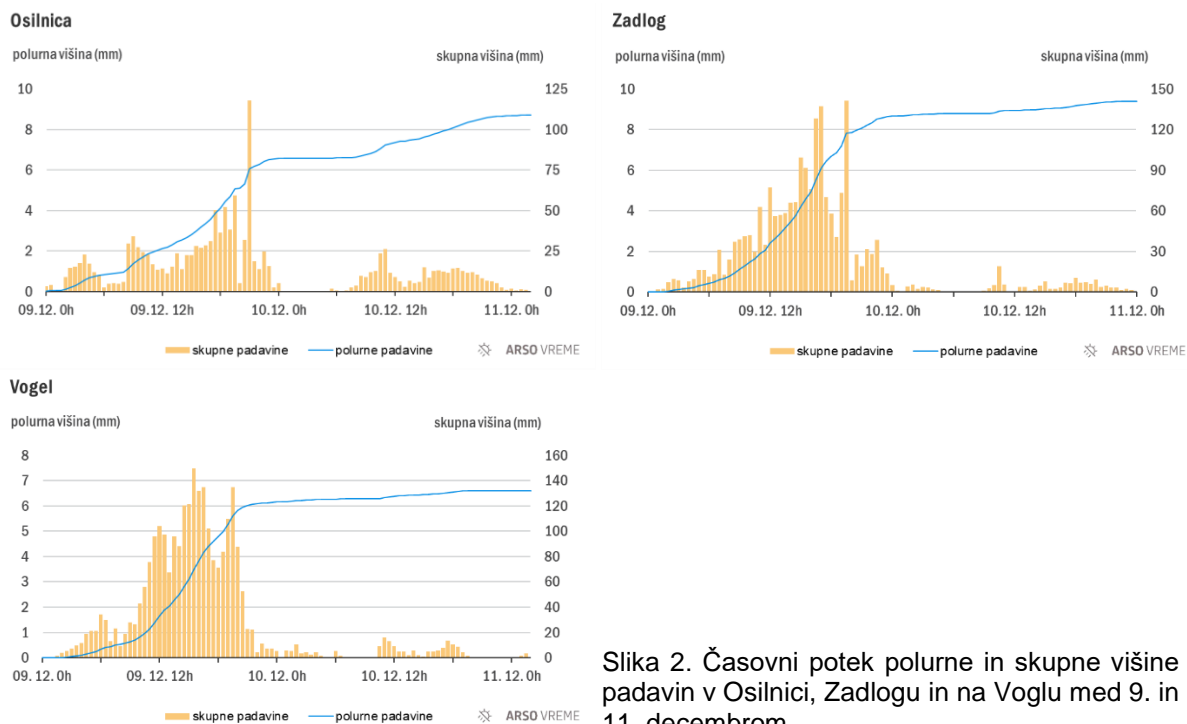 Osilnica
polurna višina (mm)
skupna višina (mm)
10
8
6
4
2
0
125
100
75
50
25
0
09.12. 0h
09.12. 12h
10.12. 0h
10.12. 12h
11.12. 0h
skupne padavine
polurne padavine
ARSO VREME
Zadlog
polurna višina (mm)
skupna višina (mm)
10
8
6
4
2
0
150
120
90
60
30
0
09.12. 0h
09.12. 12h
10.12. 0h
10.12. 12h
11.12. 0h
skupne padavine
polurne padavine
ARSO VREME
Vogel
polurna višina (mm)
skupna višina (mm)
8
7
6
5
4
3
2
1
0
160
140
120
100
80
60
40
20
0
09. 12. 0h
09. 12. 12h
10. 12. 0h
10. 12. 12h
11. 12. 0h
skupne padavine
polurne padavine
ARSO VREME
Slika 2. Časovni potek polurne in skupne višine
padavin v Osilnici, Zadlogu in na Voglu med 9. in
11. decembrom